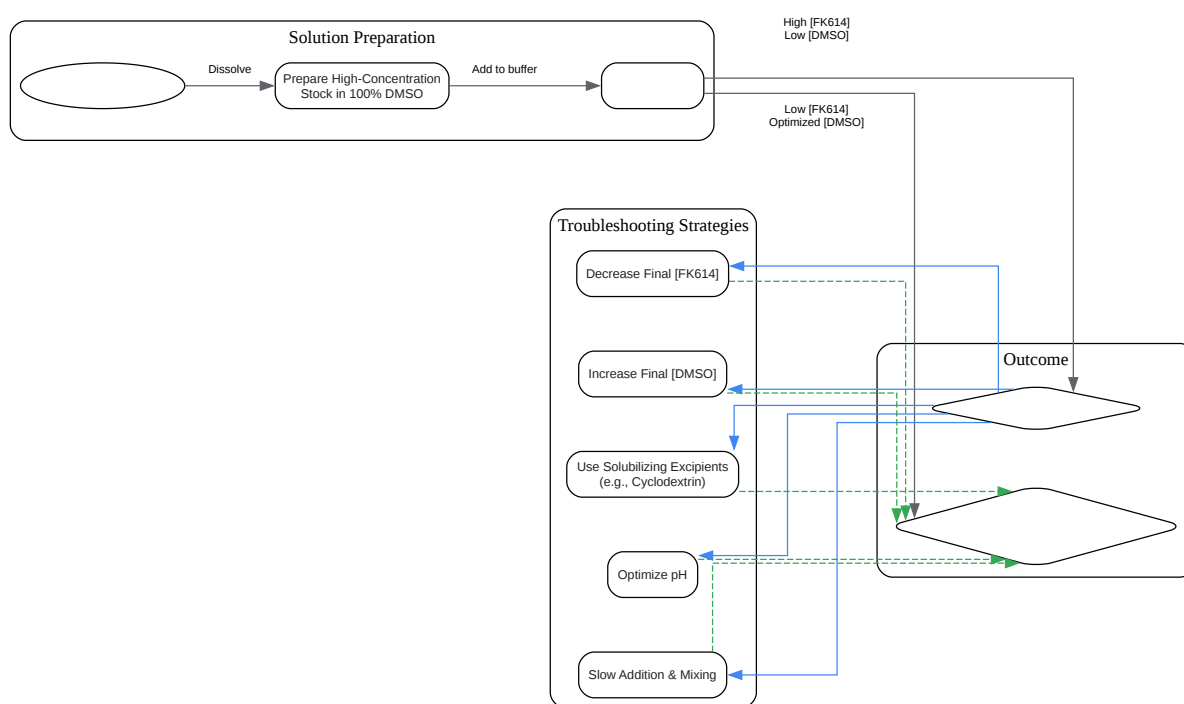 High [FK614]
Low [DMSO]
Solution Preparation
Dissolve
Prepare High-Concentration
Stock in 100% DMSO
Add to buffer
Low [FK614]
Optimized [DMSO]
Troubleshooting Strategies
Decrease Final [FK614]
Increase Final [DMSO]
Use Solubilizing Excipients
(e.g., Cyclodextrin)
Optimize pH
Slow Addition & Mixing
Outcome